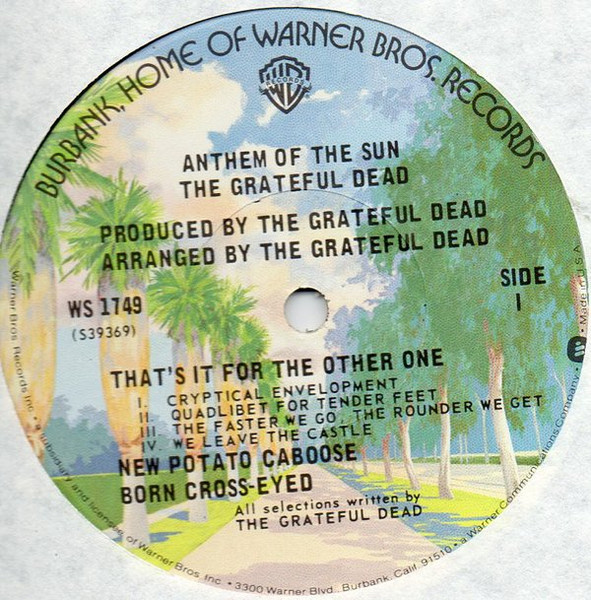 BURBANK, HOME OF WARNER BROS. RECORDS
W RECORDS
ANTHEM OF THE SUN
THE GRATEFUL DEAD
PRODUCED BY THE GRATEFUL DEAD
ARRANGED BY THE GRATEFUL DEAD
WS 1749
(S39369)
SIDE
I
THAT'S IT FOR THE OTHER ONE
I. CRYPTICAL ENVELOPMENT
II. QUADLIBET FOR TENDER FEET
III. THE FASTER WE GO, THE ROUNDER WE GET
IV. WE LEAVE THE CASTLE
NEW POTATO CABOOSE
BORN CROSS-EYED
All selections written by
THE GRATEFUL DEAD
Warner Bros. Records Inc. • a subsidiary and licensee of Warner Bros. Inc. • 3300 Warner Blvd., Burbank, Calif. 91510 • a Warner Communications Company. • Made in U.S.A.